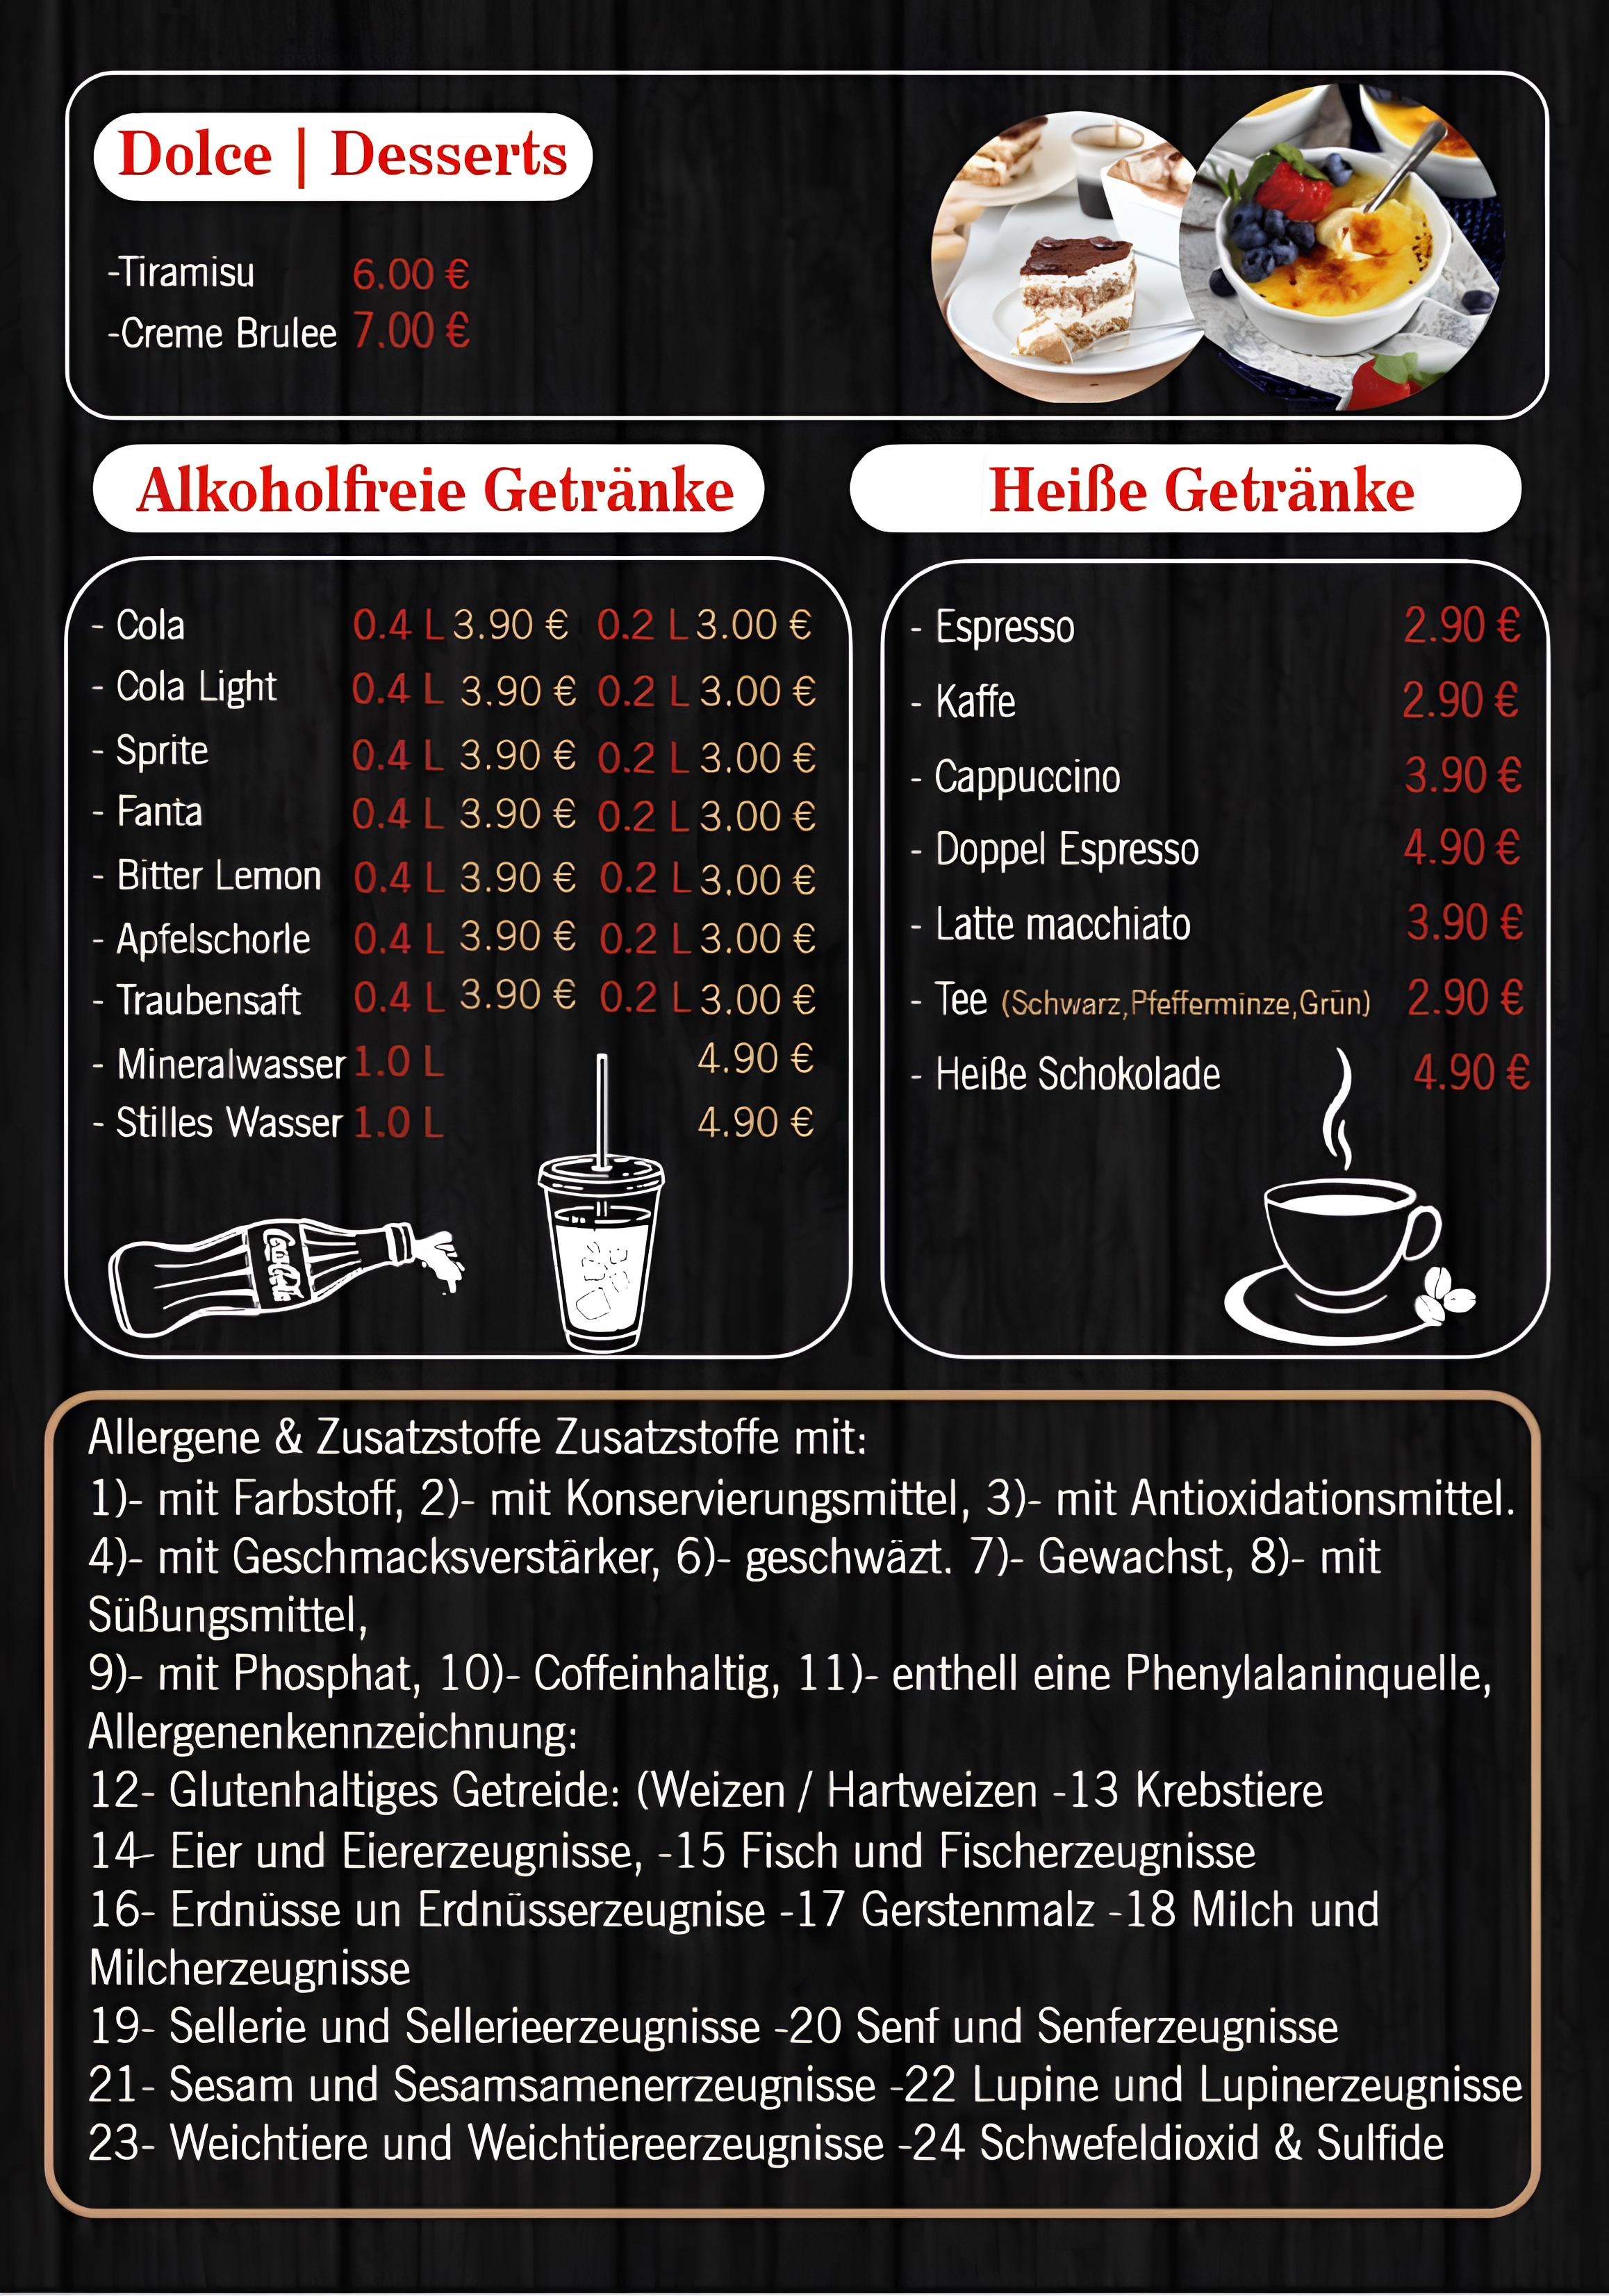 Dolce | Desserts
-Tiramisu 6.00 €
-Creme Brulee 7.00 €
Alkoholfreie Getränke
- Cola 0.4 L 3.90 € 0.2 L 3.00 €
- Cola Light 0.4 L 3.90 € 0.2 L 3.00 €
- Sprite 0.4 L 3.90 € 0.2 L 3.00 €
- Fanta 0.4 L 3.90 € 0.2 L 3.00 €
- Bitter Lemon 0.4 L 3.90 € 0.2 L 3.00 €
- Apfelschorle 0.4 L 3.90 € 0.2 L 3.00 €
- Traubensaft 0.4 L 3.90 € 0.2 L 3.00 €
- Mineralwasser 1.0 L 4.90 €
- Stilles Wasser 1.0 L 4.90 €
Coca-Cola
Heiße Getränke
- Espresso 2.90 €
- Kaffe 2.90 €
- Cappuccino 3.90 €
- Doppel Espresso 4.90 €
- Latte macchiato 3.90 €
- Tee (Schwarz,Pfefferminze,Grün) 2.90 €
- Heiße Schokolade 4.90 €
Allergene & Zusatzstoffe Zusatzstoffe mit:
1)- mit Farbstoff, 2)- mit Konservierungsmittel, 3)- mit Antioxidationsmittel.
4)- mit Geschmacksverstärker, 6)- geschwäzt. 7)- Gewachst, 8)- mit
Süßungsmittel,
9)- mit Phosphat, 10)- Coffeinhaltig, 11)- enthell eine Phenylalaninquelle,
Allergenenkennzeichnung:
12- Glutenhaltiges Getreide: (Weizen / Hartweizen -13 Krebstiere
14- Eier und Eiererzeugnisse, -15 Fisch und Fischerzeugnisse
16- Erdnüsse un Erdnüsserzeugnise -17 Gerstenmalz -18 Milch und
Milcherzeugnisse
19- Sellerie und Sellerieerzeugnisse -20 Senf und Senferzeugnisse
21- Sesam und Sesamsamenerrzeugnisse -22 Lupine und Lupinerzeugnisse
23- Weichtiere und Weichtiereerzeugnisse -24 Schwefeldioxid & Sulfide